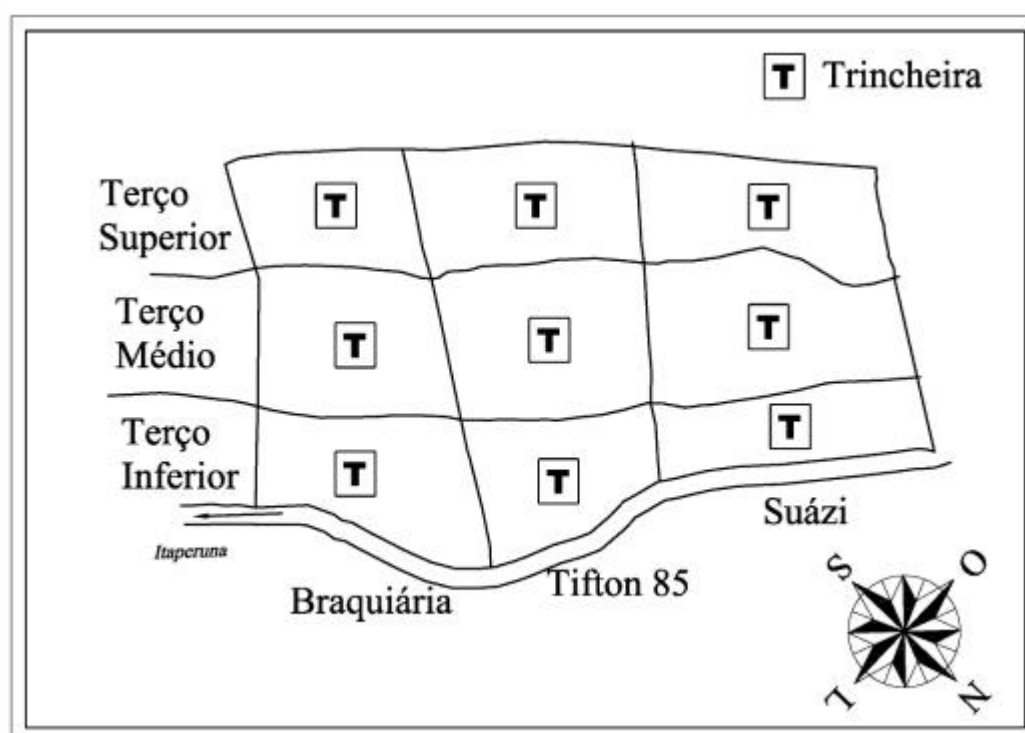 T Trincheira
Terço
Superior
T T T
Terço
Médio
T T T
Terço
Inferior
T T T
Itaperuna
Braquiária
Tifton 85
Suázi
S O
L N